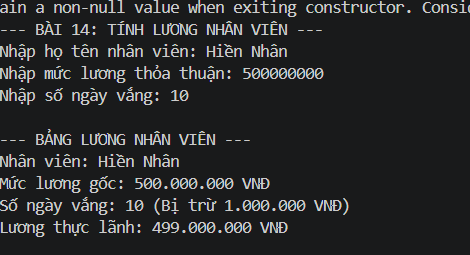 ain a non-null value when exiting constructor. Consid
--- BÀI 14: TÍNH LƯƠNG NHÂN VIÊN ---
Nhập họ tên nhân viên: Hiền Nhân
Nhập mức lương thỏa thuận: 500000000
Nhập số ngày vắng: 10
--- BẢNG LƯƠNG NHÂN VIÊN ---
Nhân viên: Hiền Nhân
Mức lương gốc: 500.000.000 VNĐ
Số ngày vắng: 10 (Bị trừ 1.000.000 VNĐ)
Lương thực lãnh: 499.000.000 VNĐ